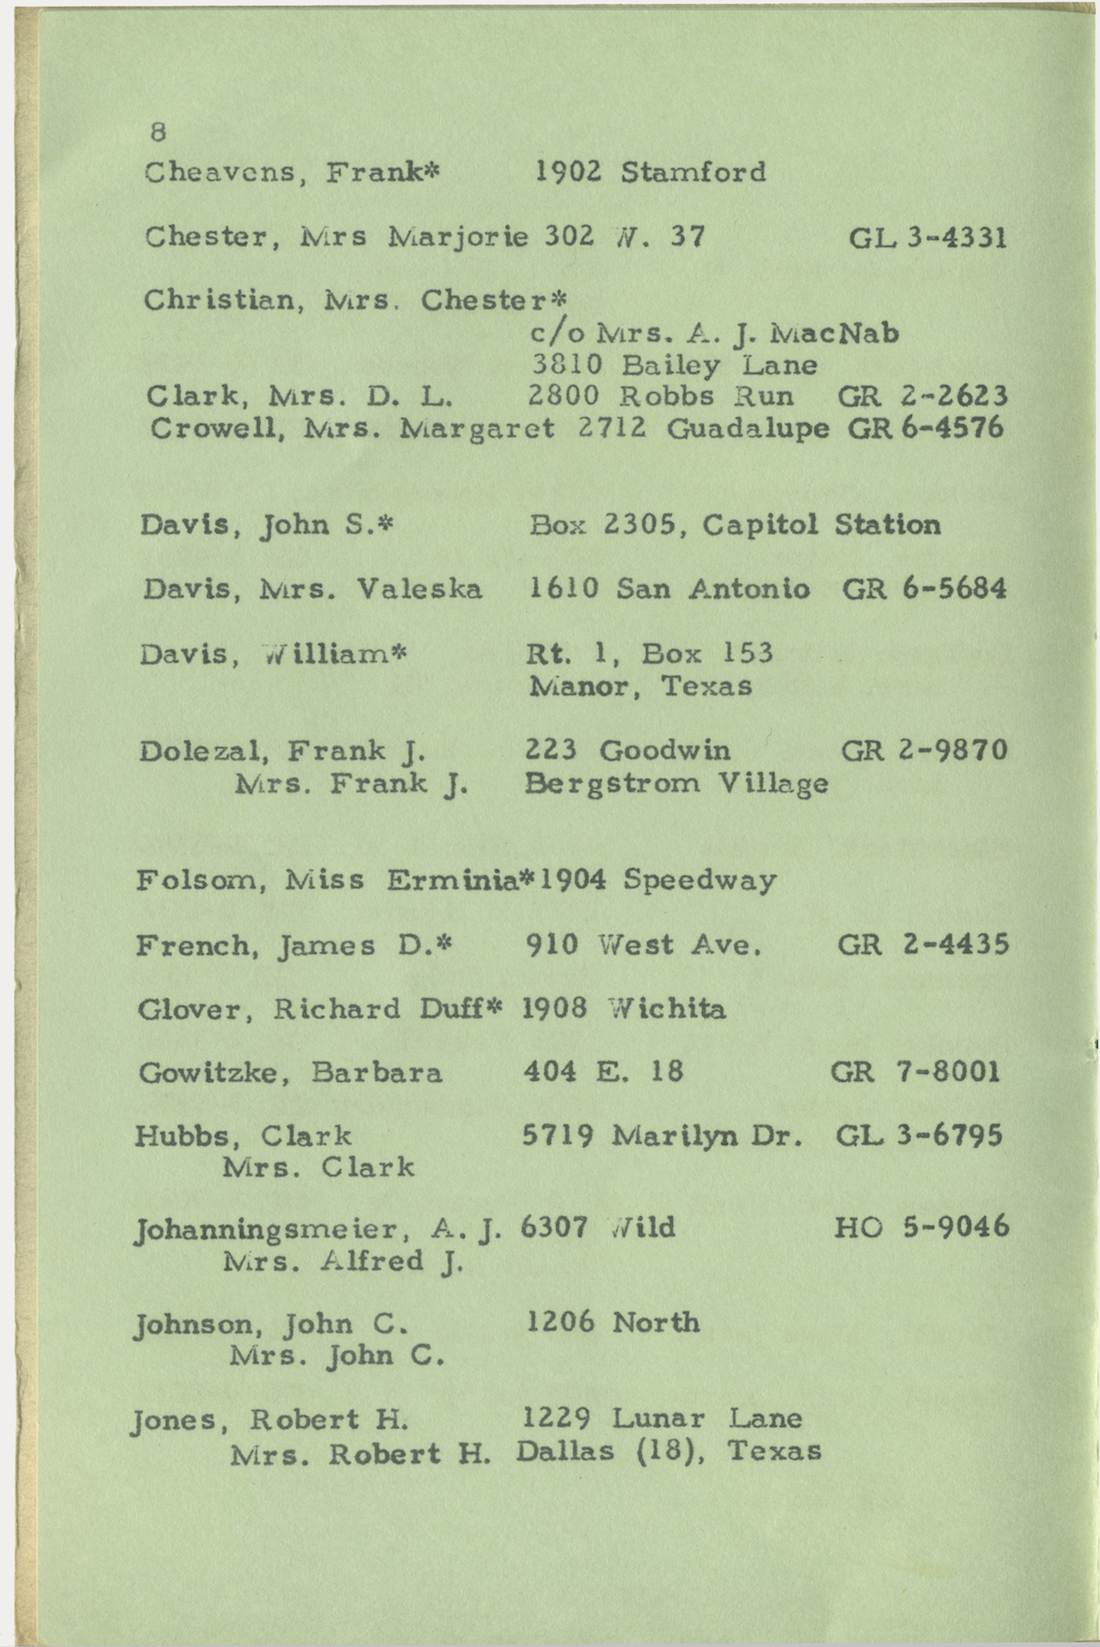 8
Cheavens, Frank* 1902 Stamford
Chester, Mrs Marjorie 302 W. 37 GL 3-4331
Christian, Mrs. Chester*
c/o Mrs. A. J. MacNab
3810 Bailey Lane
Clark, Mrs. D. L. 2800 Robbs Run GR 2-2623
Crowell, Mrs. Margaret 2712 Guadalupe GR 6-4576
Davis, John S.* Box 2305, Capitol Station
Davis, Mrs. Valeska 1610 San Antonio GR 6-5684
Davis, William* Rt. 1, Box 153
Manor, Texas
Dolezal, Frank J. 223 Goodwin GR 2-9870
Mrs. Frank J. Bergstrom Village
Folsom, Miss Erminia* 1904 Speedway
French, James D.* 910 West Ave. GR 2-4435
Glover, Richard Duff* 1908 Wichita
Gowitzke, Barbara 404 E. 18 GR 7-8001
Hubbs, Clark 5719 Marilyn Dr. GL 3-6795
Mrs. Clark
Johanningsmeier, A. J. 6307 Wild HO 5-9046
Mrs. Alfred J.
Johnson, John C. 1206 North
Mrs. John C.
Jones, Robert H. 1229 Lunar Lane
Mrs. Robert H. Dallas (18), Texas